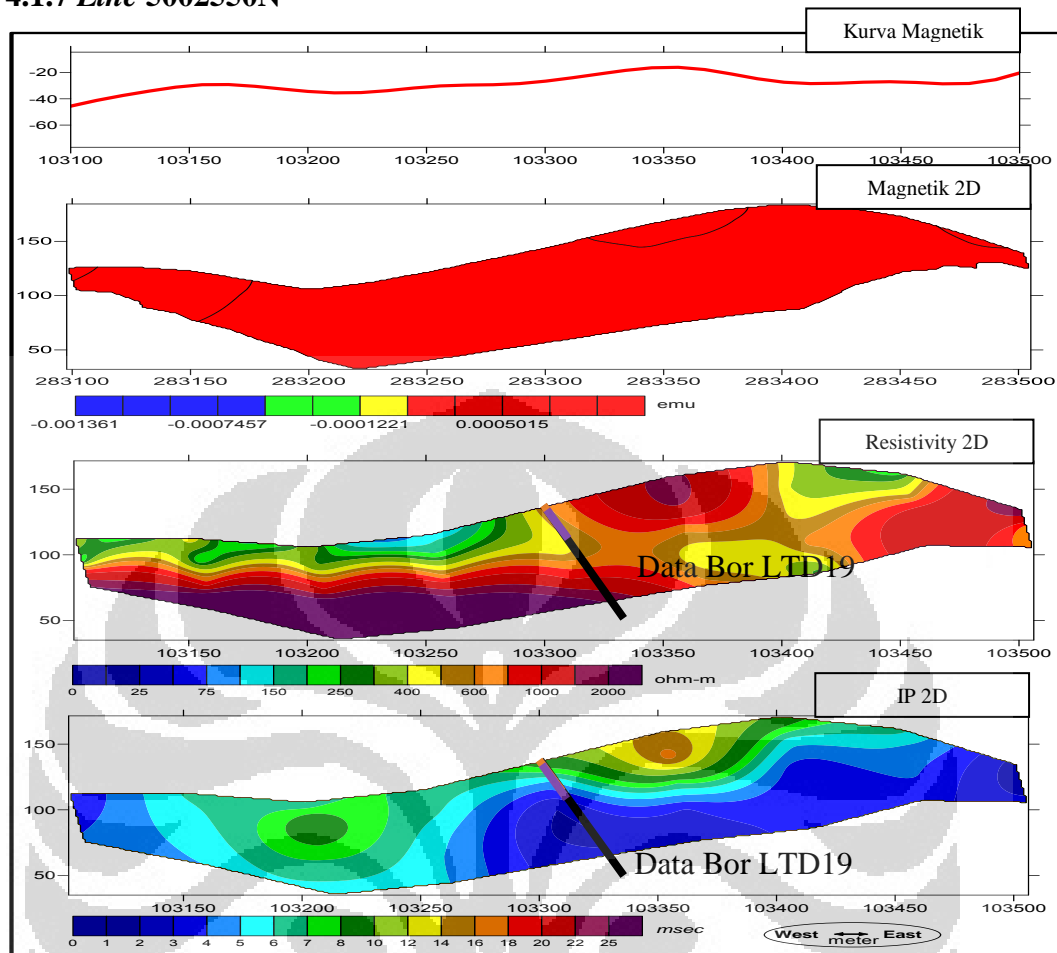 4.1.7 Line 5062550N
Kurva Magnetik
-20
-40
-60
103100 103150 103200 103250 103300 103350 103400 103450 103500
Magnetik 2D
150
100
50
283100 283150 283200 283250 283300 283350 283400 283450 283500
emu
-0.001361 -0.0007457 -0.0001221 0.0005015
Resistivity 2D
150
100
50
Data Bor LTD19
103150 103200 103250 103300 103350 103400 103450 103500
0 25 75 150 250 400 600 1000 2000 ohm-m
IP 2D
150
100
50
Data Bor LTD19
103150 103200 103250 103300 103350 103400 103450 103500
0 1 2 3 4 5 6 7 8 10 12 14 16 18 20 22 25 msec
West East
meter